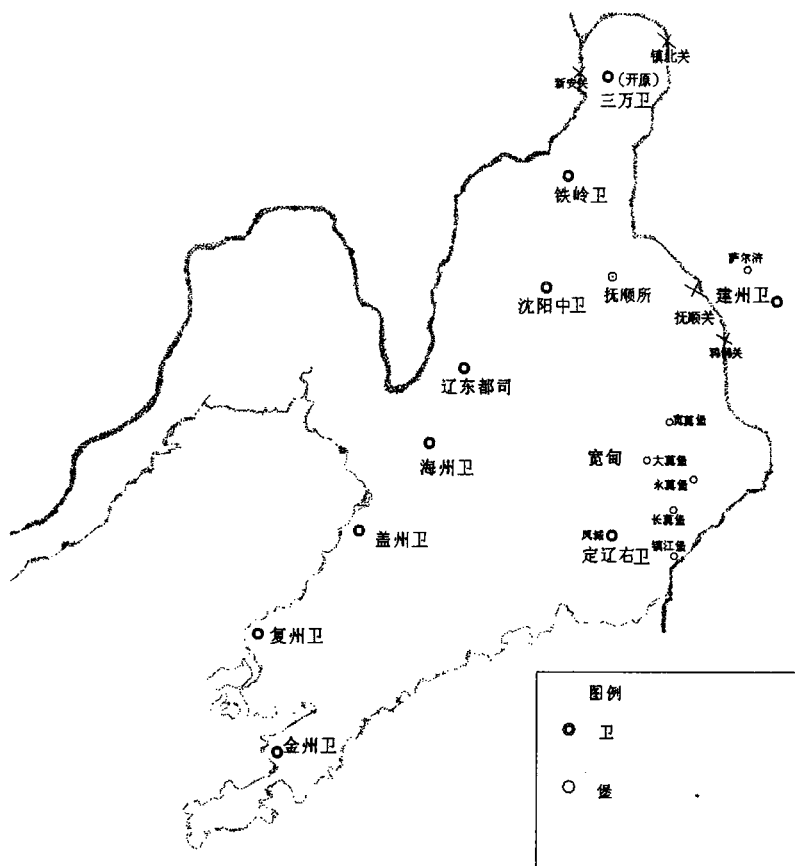 镇北关
新安关
(开原)
三万卫
铁岭卫
萨尔浒
沈阳中卫
抚顺所
建州卫
抚顺关
辽东都司
宽奠堡
海州卫
宽甸
大奠堡
永奠堡
长奠堡
盖州卫
凤城
定辽右卫
镇江堡
复州卫
金州卫
图例
卫
堡